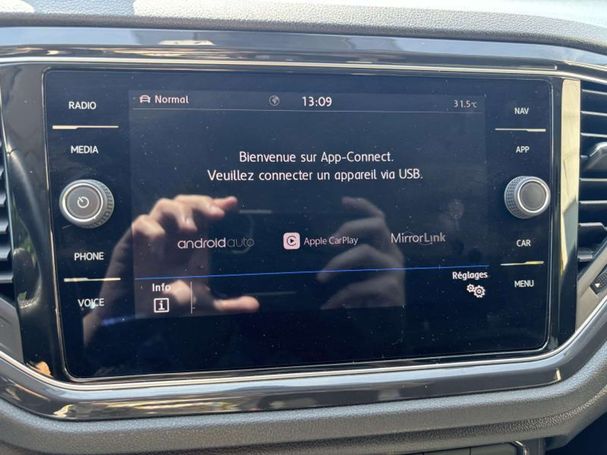 RADIO
MEDIA
PHONE
VOICE
Normal 13:09 31.5°C
Bienvenue sur App-Connect.
Veuillez connecter un appareil via USB.
androidauto Apple CarPlay MirrorLink
Info Réglages
NAV
APP
CAR
MENU